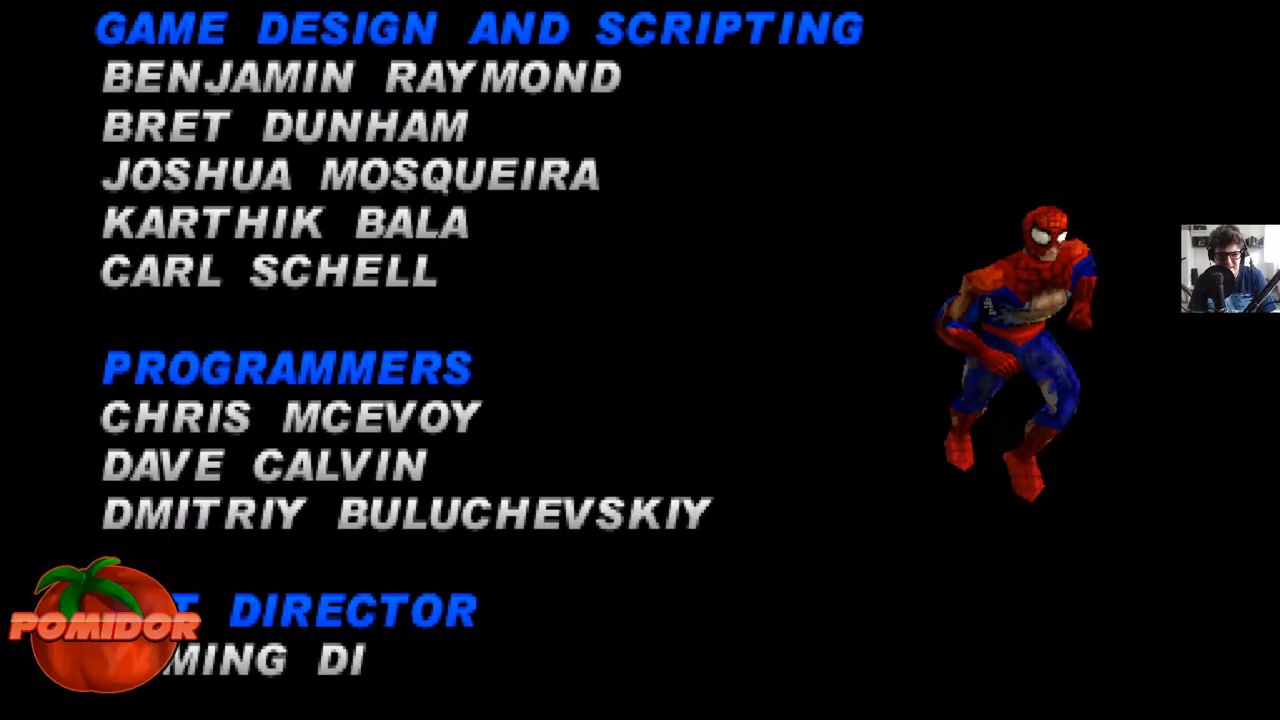 GAME DESIGN AND SCRIPTING
BENJAMIN RAYMOND
BRET DUNHAM
JOSHUA MOSQUEIRA
KARTHIK BALA
CARL SCHELL
PROGRAMMERS
CHRIS MCEVOY
DAVE CALVIN
DMITRIY BULUCHEVSKIY
DIRECTOR
POMIDOR
DI